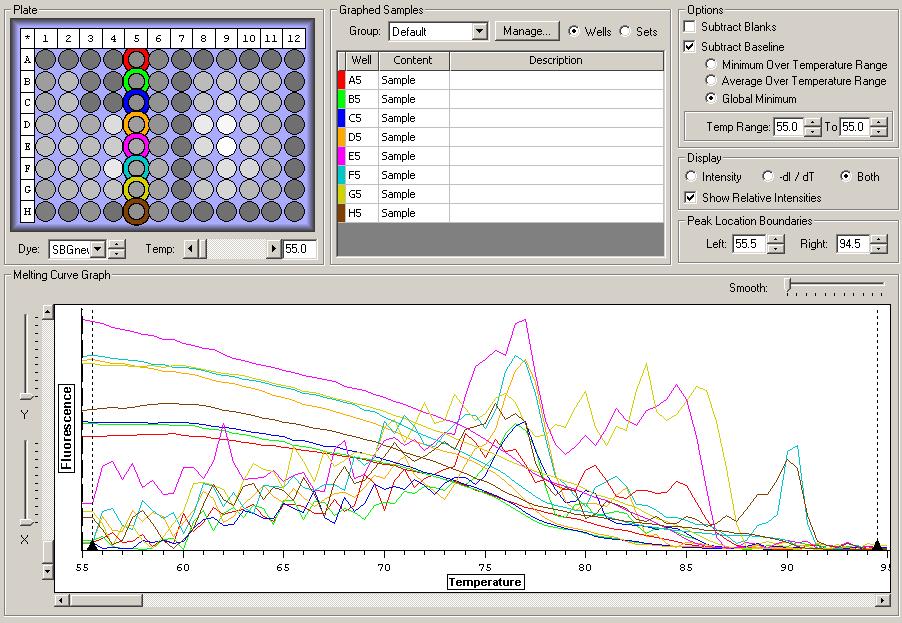 Plate
* 1 2 3 4 5 6 7 8 9 10 11 12
A
B
C
D
E
F
G
H
Dye: SBGnew Temp: 55.0
Graphed Samples
Group: Default Manage... Wells Sets
Well Content Description
A5 Sample
B5 Sample
C5 Sample
D5 Sample
E5 Sample
F5 Sample
G5 Sample
H5 Sample
Options
Subtract Blanks
Subtract Baseline
Minimum Over Temperature Range
Average Over Temperature Range
Global Minimum
Temp Range: 55.0 To 55.0
Display
Intensity -dI / dT Both
Show Relative Intensities
Peak Location Boundaries
Left: 55.5 Right: 94.5
Melting Curve Graph
Smooth:
Y
X
Fluorescence
55 60 65 70 75 80 85 90 95
Temperature